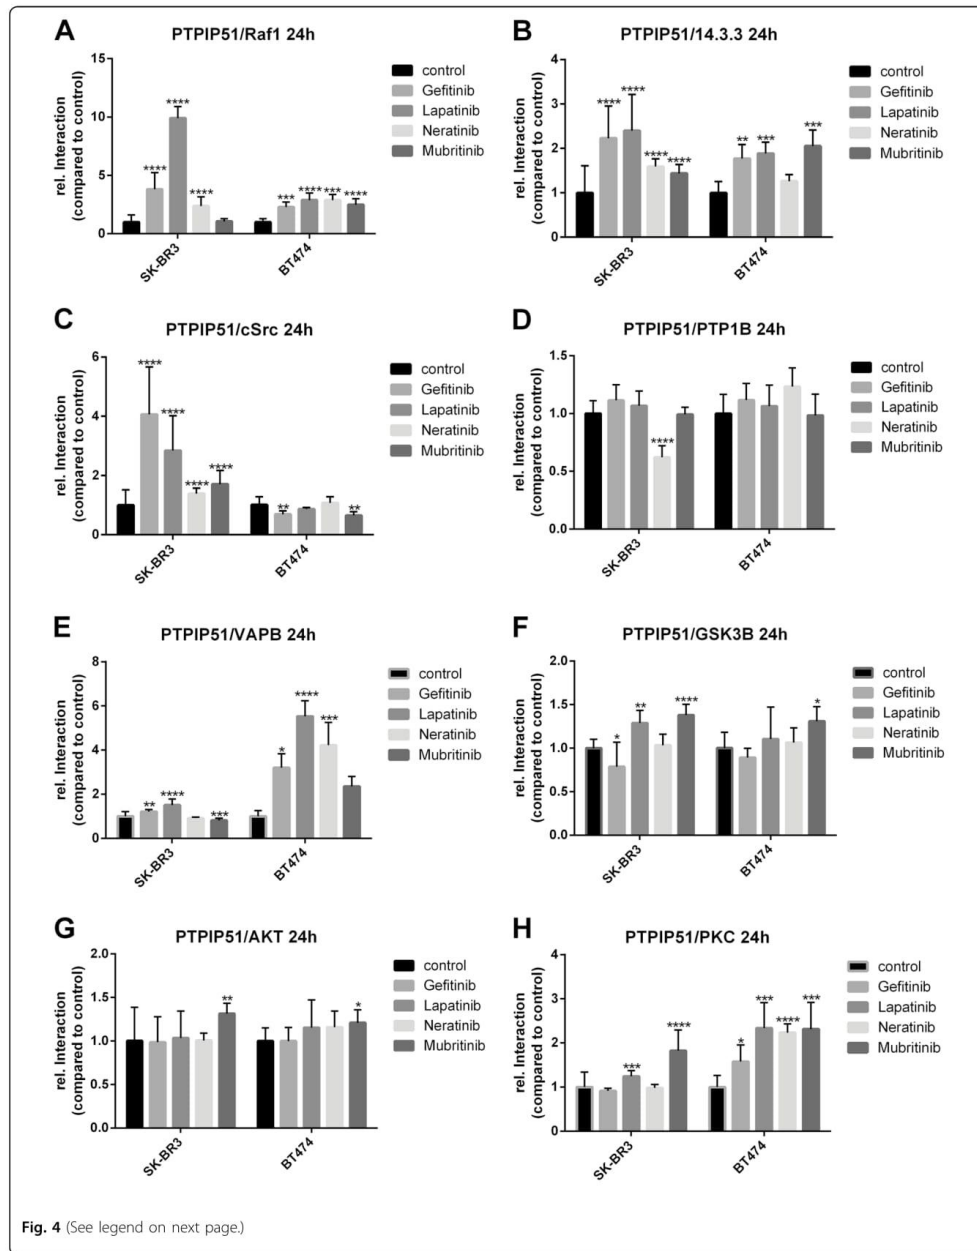 A
PTPIP51/Raf1 24h
rel. Interaction
(compared to control)
15
10
5
0
****
****
****
***
****
***
****
SK-BR3
BT474
control
Gefitinib
Lapatinib
Neratinib
Mubritinib
B
PTPIP51/14.3.3 24h
rel. Interaction
(compared to control)
4
3
2
1
0
****
****
****
****
**
***
***
SK-BR3
BT474
control
Gefitinib
Lapatinib
Neratinib
Mubritinib
C
PTPIP51/cSrc 24h
rel. Interaction
(compared to control)
6
4
2
0
****
****
****
****
**
**
SK-BR3
BT474
control
Gefitinib
Lapatinib
Neratinib
Mubritinib
D
PTPIP51/PTP1B 24h
rel. Interaction
(compared to control)
1.5
1.0
0.5
0.0
****
SK-BR3
BT474
control
Gefitinib
Lapatinib
Neratinib
Mubritinib
E
PTPIP51/VAPB 24h
rel. Interaction
(compared to control)
8
6
4
2
0
**
****
***
*
****
***
SK-BR3
BT474
control
Gefitinib
Lapatinib
Neratinib
Mubritinib
F
PTPIP51/GSK3B 24h
rel. Interaction
(compared to control)
2.0
1.5
1.0
0.5
0.0
*
**
****
*
SK-BR3
BT474
control
Gefitinib
Lapatinib
Neratinib
Mubritinib
G
PTPIP51/AKT 24h
rel. Interaction
(compared to control)
2.0
1.5
1.0
0.5
0.0
**
*
SK-BR3
BT474
control
Gefitinib
Lapatinib
Neratinib
Mubritinib
H
PTPIP51/PKC 24h
rel. Interaction
(compared to control)
4
3
2
1
0
***
****
*
***
****
***
SK-BR3
BT474
control
Gefitinib
Lapatinib
Neratinib
Mubritinib
Fig. 4 (See legend on next page.)